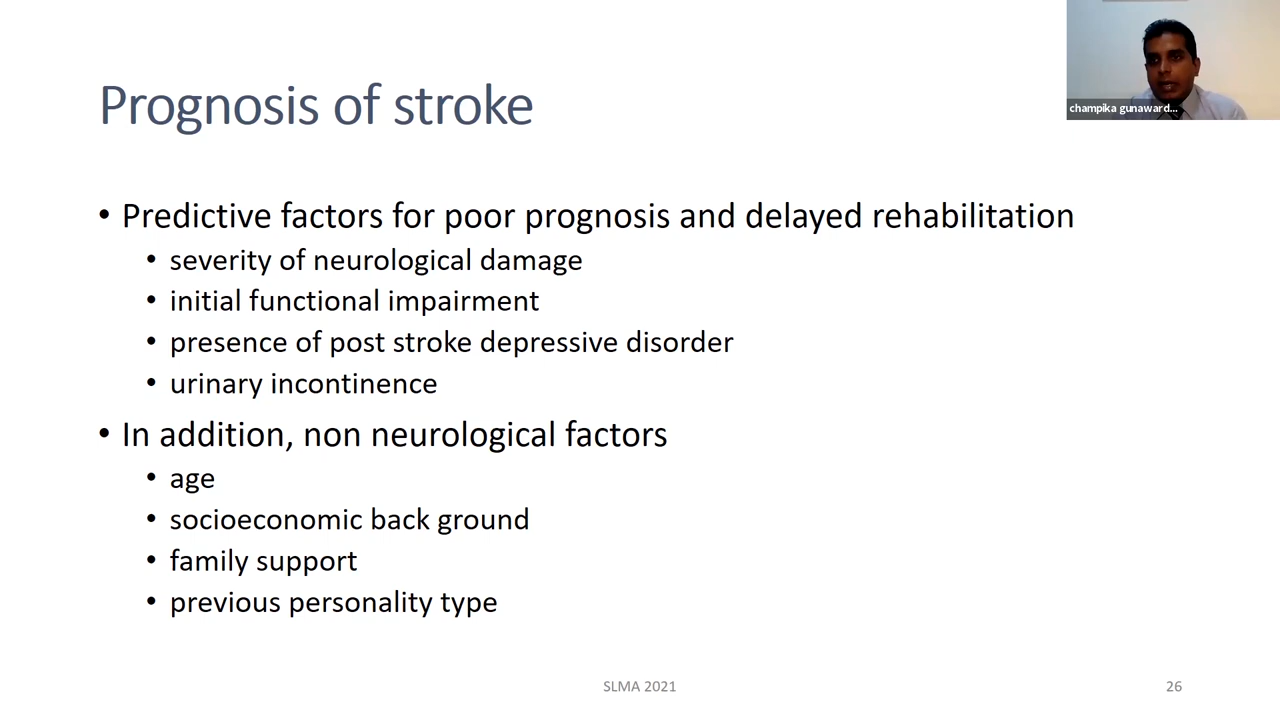 Prognosis of stroke
champika gunaward...
• Predictive factors for poor prognosis and delayed rehabilitation
• severity of neurological damage
• initial functional impairment
• presence of post stroke depressive disorder
• urinary incontinence
• In addition, non neurological factors
• age
• socioeconomic back ground
• family support
• previous personality type
SLMA 2021
26